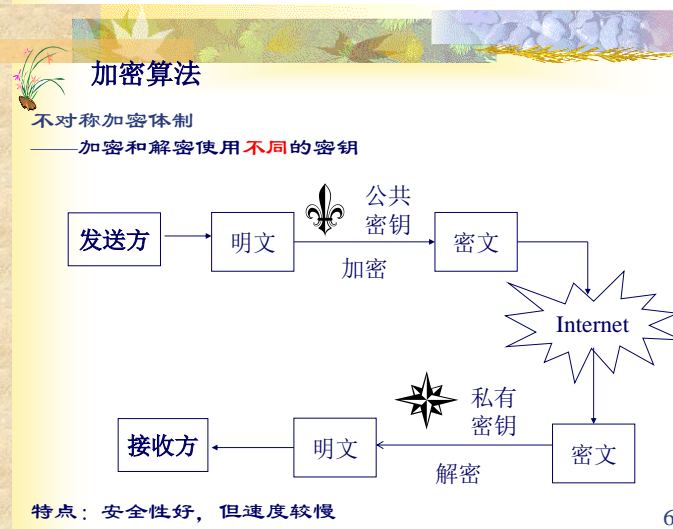 加密算法
不对称加密体制
——加密和解密使用不同的密钥
公共
密钥
发送方
明文
密文
加密
Internet
私有
密钥
接收方
明文
密文
解密
特点：安全性好，但速度较慢
6